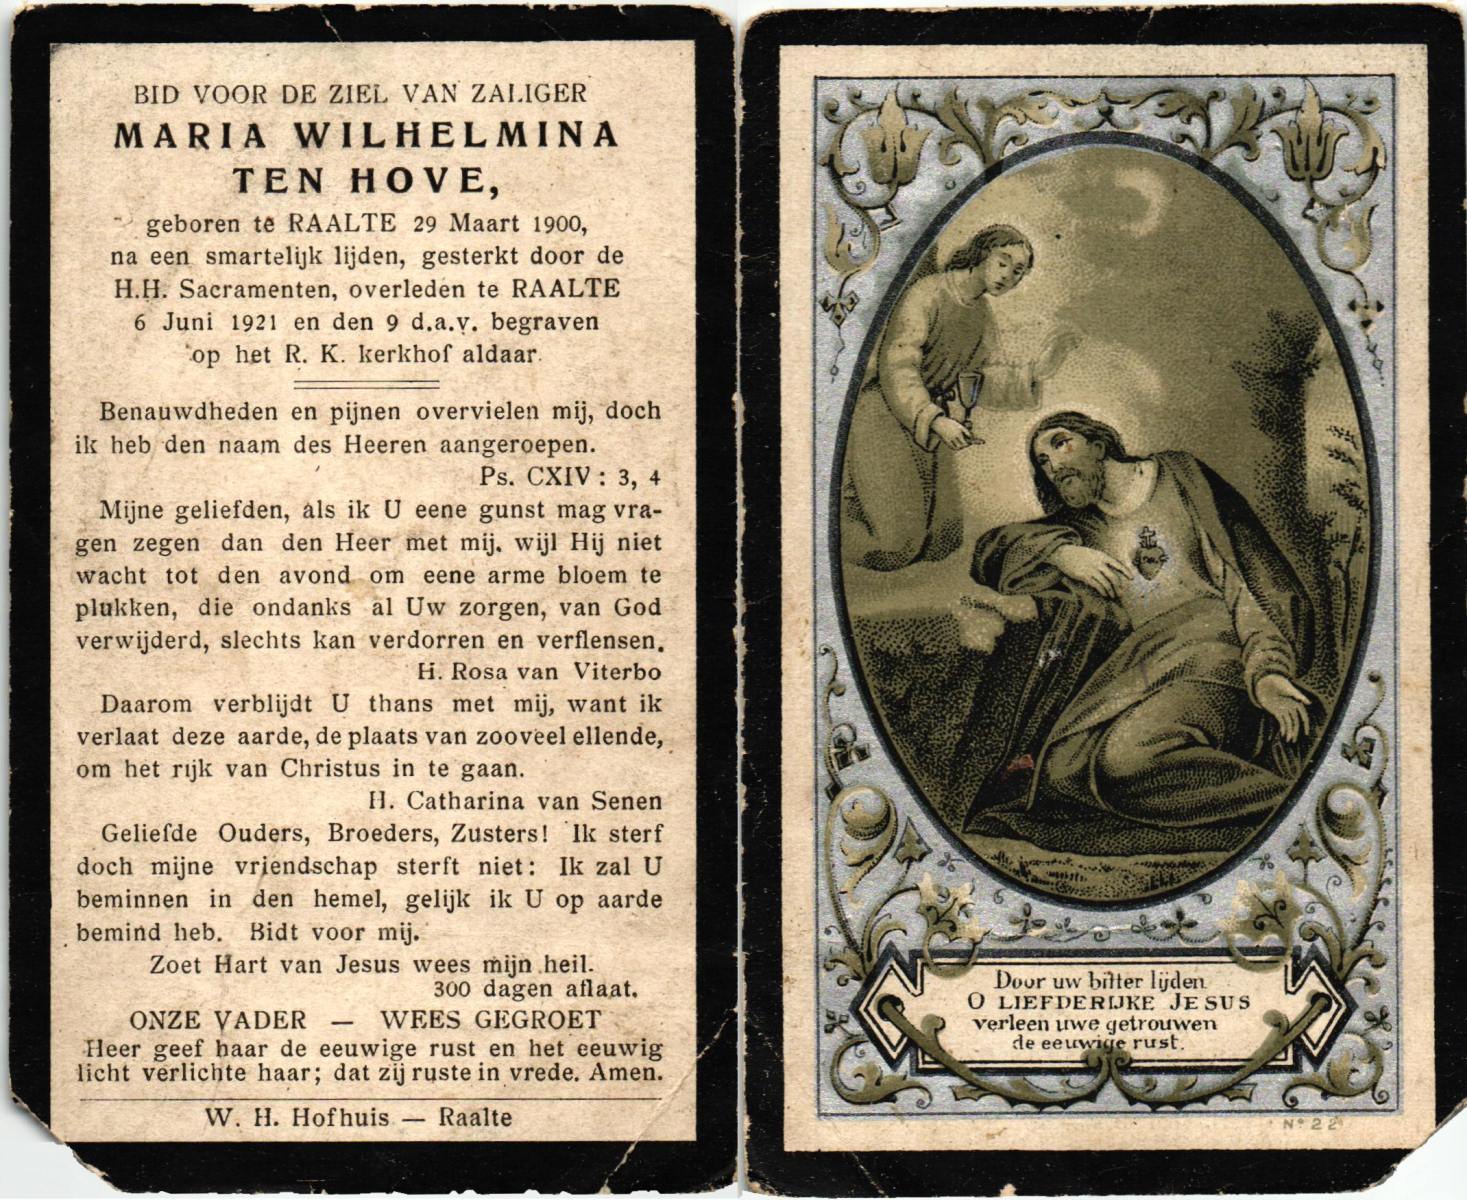 BID VOOR DE ZIEL VAN ZALIGER
MARIA WILHELMINA
TEN HOVE,
geboren te RAALTE 29 Maart 1900,
na een smartelijk lijden, gesterkt door de
H.H. Sacramenten, overleden te RAALTE
6 Juni 1921 en den 9 d.a.v. begraven
op het R. K. kerkhof aldaar.
Benauwdheden en pijnen overvielen mij, doch
ik heb den naam des Heeren aangeroepen.
Ps. CXIV : 3, 4
Mijne geliefden, als ik U eene gunst mag vra-
gen zegen dan den Heer met mij. wijl Hij niet
wacht tot den avond om eene arme bloem te
plukken, die ondanks al Uw zorgen, van God
verwijderd, slechts kan verdorren en verflensen.
H. Rosa van Viterbo
Daarom verblijdt U thans met mij, want ik
verlaat deze aarde, de plaats van zooveel ellende,
om het rijk van Christus in te gaan.
H. Catharina van Senen
Geliefde Ouders, Broeders, Zusters! Ik sterf
doch mijne vriendschap sterft niet: Ik zal U
beminnen in den hemel, gelijk ik U op aarde
bemind heb. Bidt voor mij.
Zoet Hart van Jesus wees mijn heil.
300 dagen aflaat.
ONZE VADER — WEES GEGROET
Heer geef haar de eeuwige rust en het eeuwig
licht verlichte haar; dat zij ruste in vrede. Amen.
W. H. Hofhuis — Raalte
Door uw bitter lijden
O LIEFDERIJKE JESUS
verleen uwe getrouwen
de eeuwige rust.
No 22